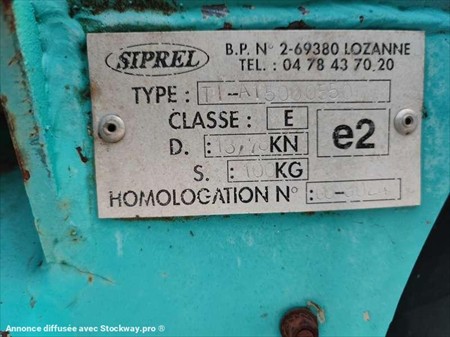 SIPREL
B.P. N° 2-69380 LOZANNE
TEL. : 04 78 43 70 20
TYPE :
CLASSE : E
e2
D. : KN
S. : KG
HOMOLOGATION N° :
Annonce diffusée avec Stockway.pro ®